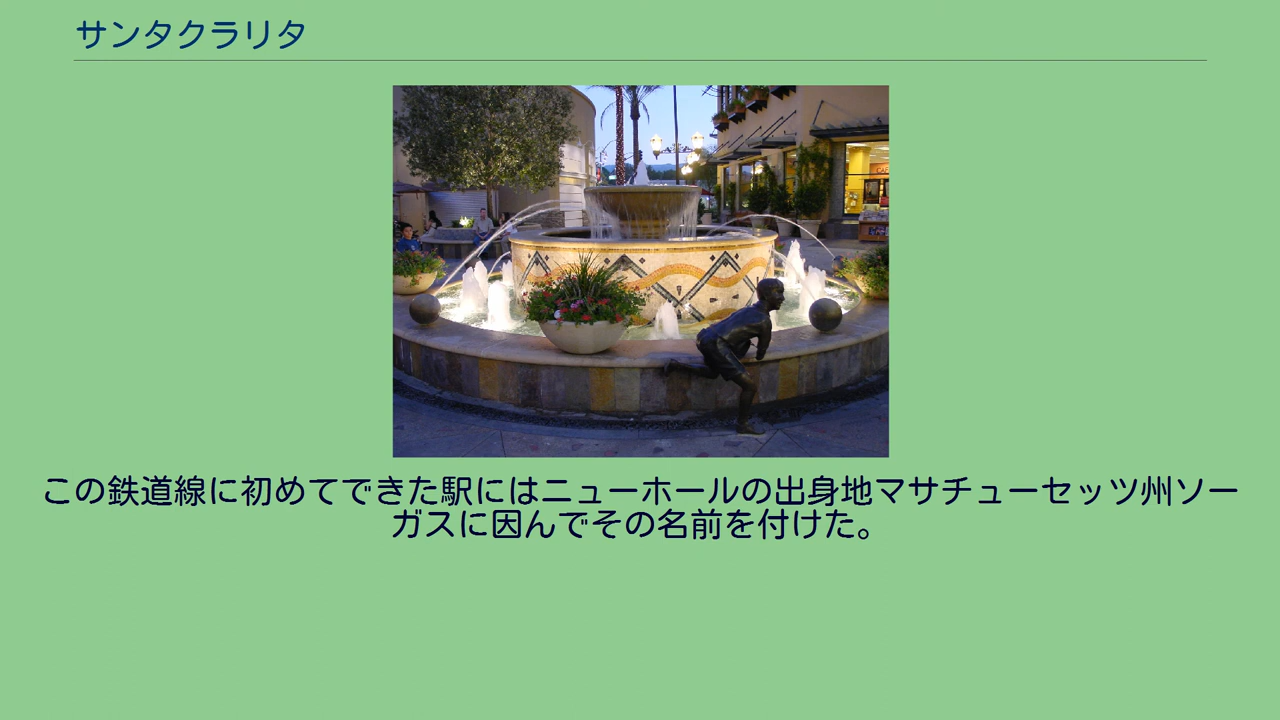 サンタクラリタ
CAF
この鉄道線に初めてできた駅にはニューホールの出身地マサチューセッツ州ソー
ガスに因んでその名前を付けた。